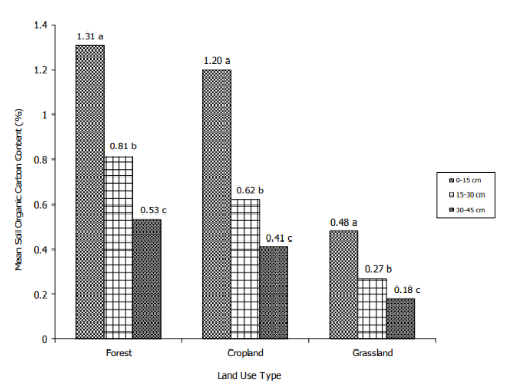 1.4
1.2
1
0.8
0.6
0.4
0.2
0
Mean Soil Organic Carbon Content (%)
1.31 a
0.81 b
0.53 c
1.20 a
0.62 b
0.41 c
0.48 a
0.27 b
0.18 c
Forest
Cropland
Grassland
Land Use Type
0-15 cm
15-30 cm
30-45 cm